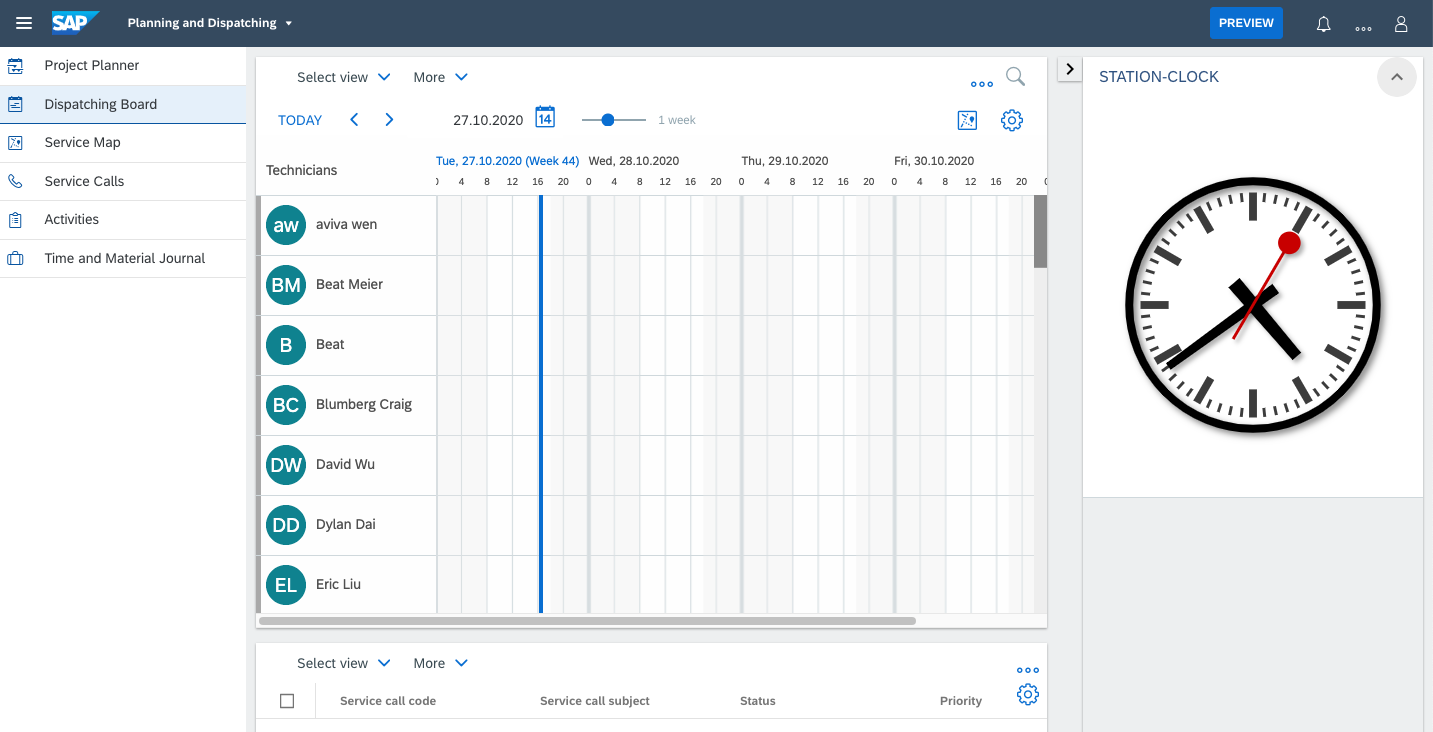 SAP Planning and Dispatching PREVIEW
Project Planner
Dispatching Board
Service Map
Service Calls
Activities
Time and Material Journal
Select view More
TODAY 27.10.2020 14 1 week
Technicians
Tue, 27.10.2020 (Week 44) Wed, 28.10.2020 Thu, 29.10.2020 Fri, 30.10.2020
0 4 8 12 16 20 0 4 8 12 16 20 0 4 8 12 16 20 0 4 8 12 16 20 0
aw aviva wen
BM Beat Meier
B Beat
BC Blumberg Craig
DW David Wu
DD Dylan Dai
EL Eric Liu
Select view More
Service call code Service call subject Status Priority
STATION-CLOCK